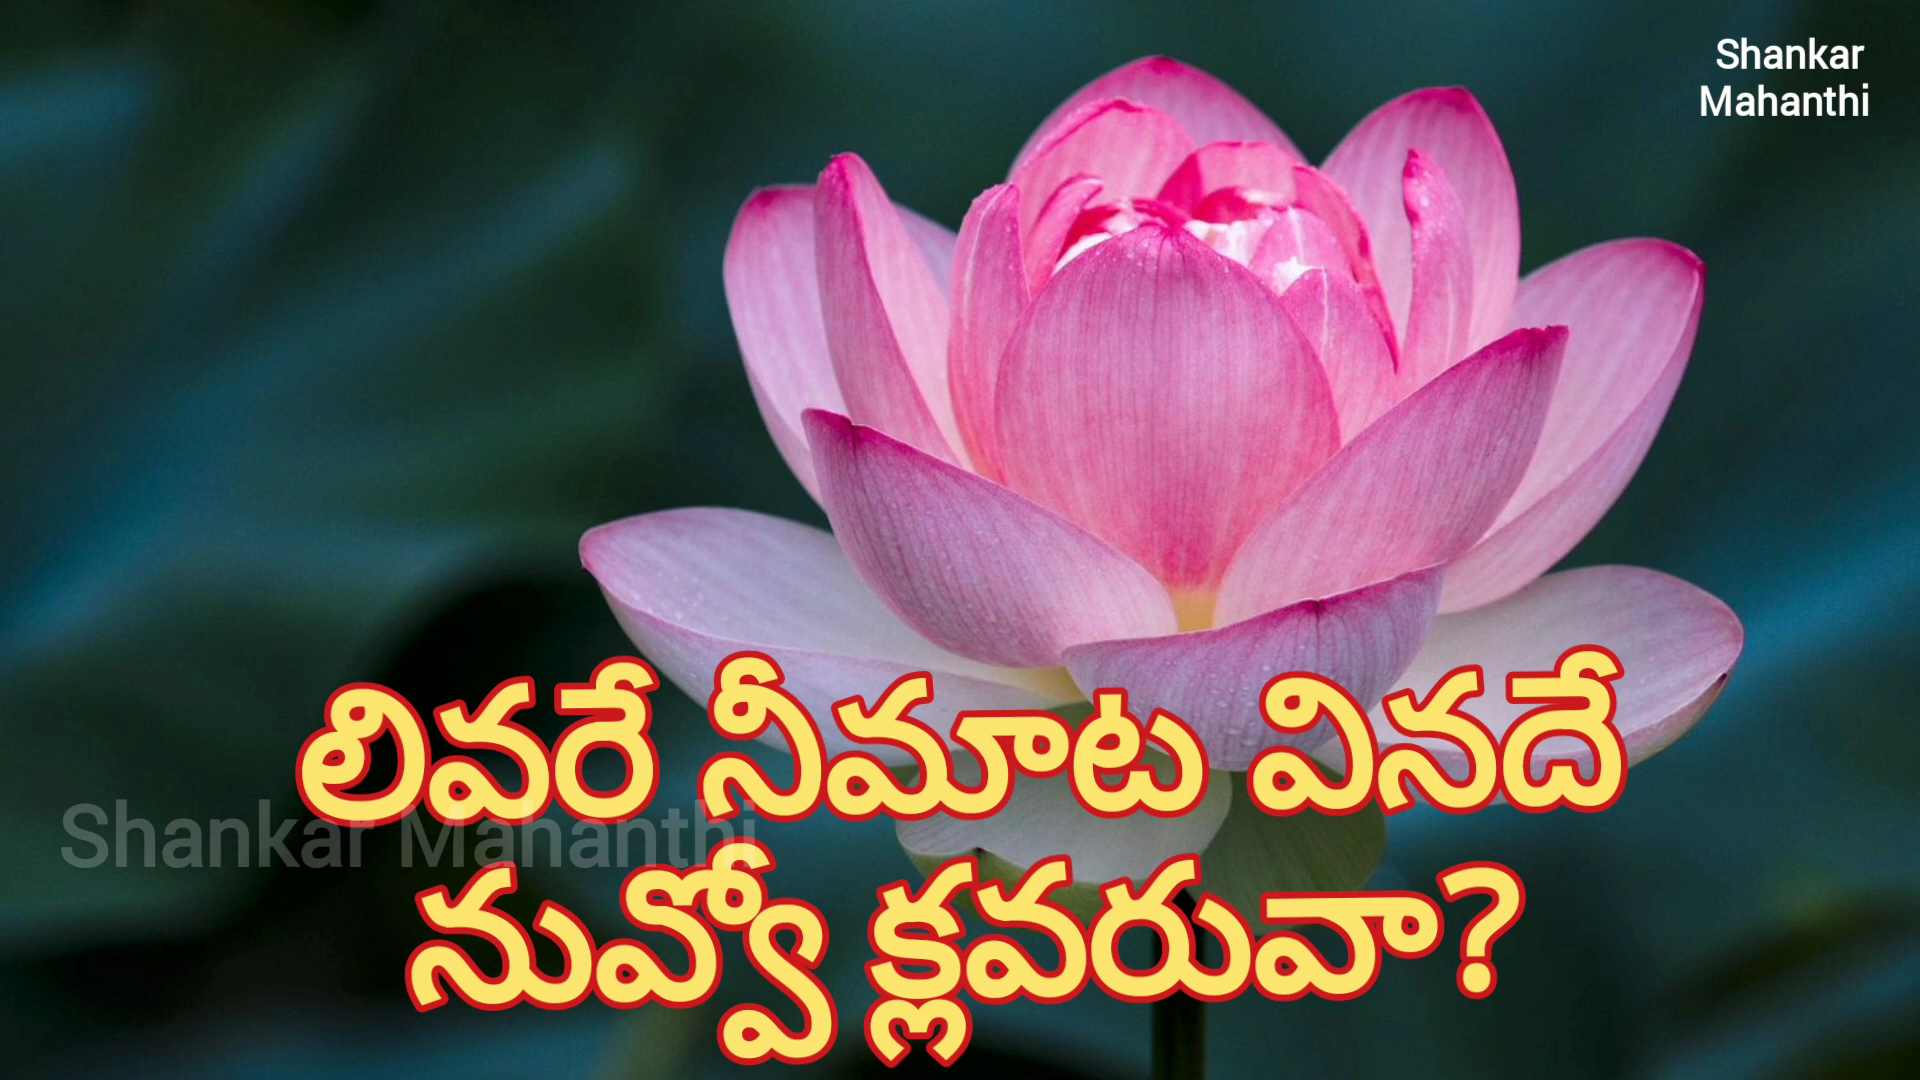 Shankar
Mahanthi
లివరే నీమాట వినదే
Shankar Mahanthi
నువ్వో క్లవరువా?